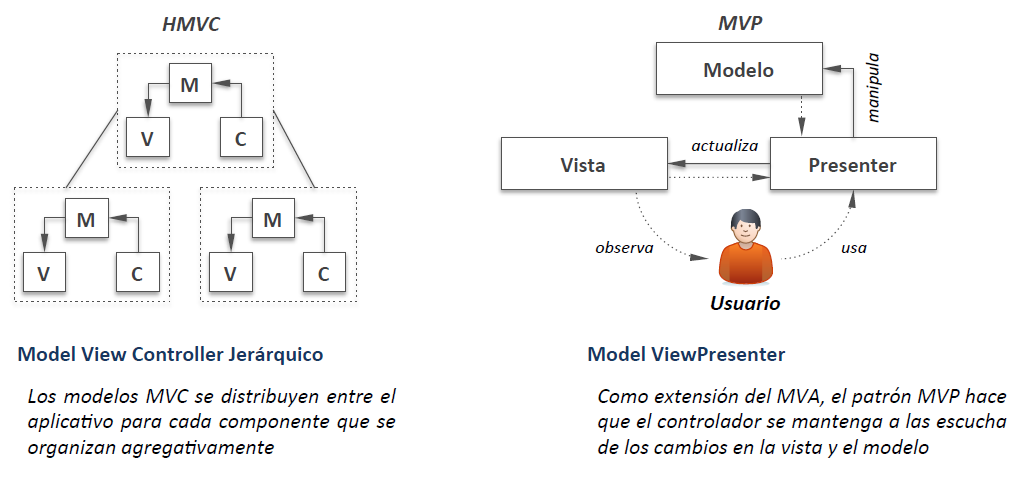 HMVC
M
V
C
M
V
C
M
V
C
Model View Controller Jerárquico
Los modelos MVC se distribuyen entre el
aplicativo para cada componente que se
organizan agregativamente
MVP
Modelo
manipula
actualiza
Vista
Presenter
observa
usa
Usuario
Model ViewPresenter
Como extensión del MVA, el patrón MVP hace
que el controlador se mantenga a las escucha
de los cambios en la vista y el modelo